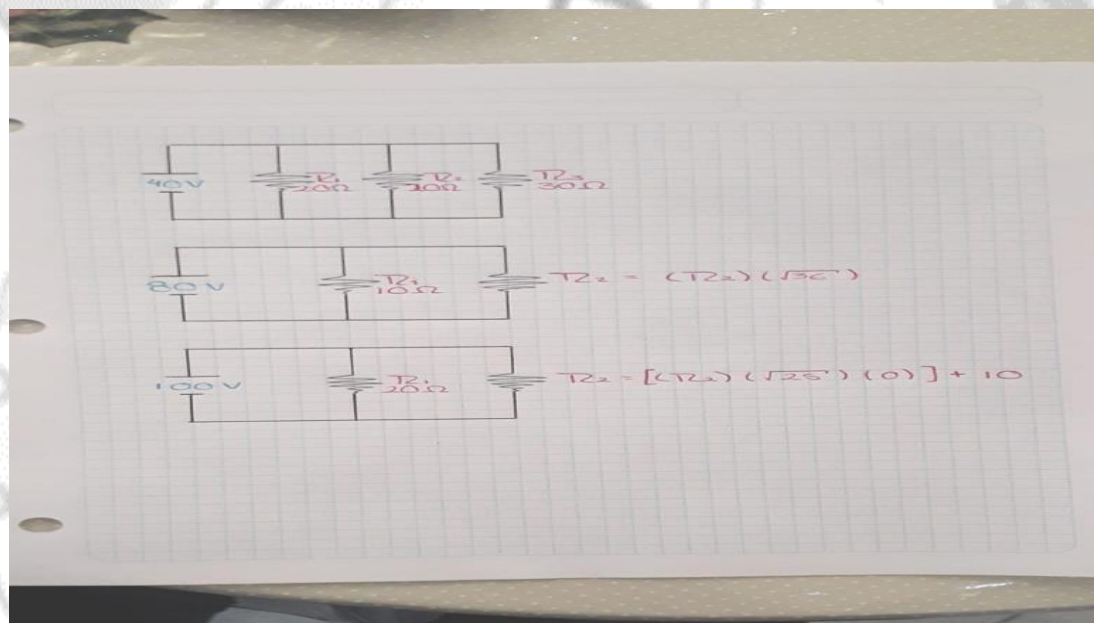 40V R₁ 20Ω R₂ 20Ω R₃ 30Ω
80V R₁ 10Ω R₂ = (R₂)(√36)
100V R₁ 20Ω R₂ = [(R₂)(√25)(0)] + 10